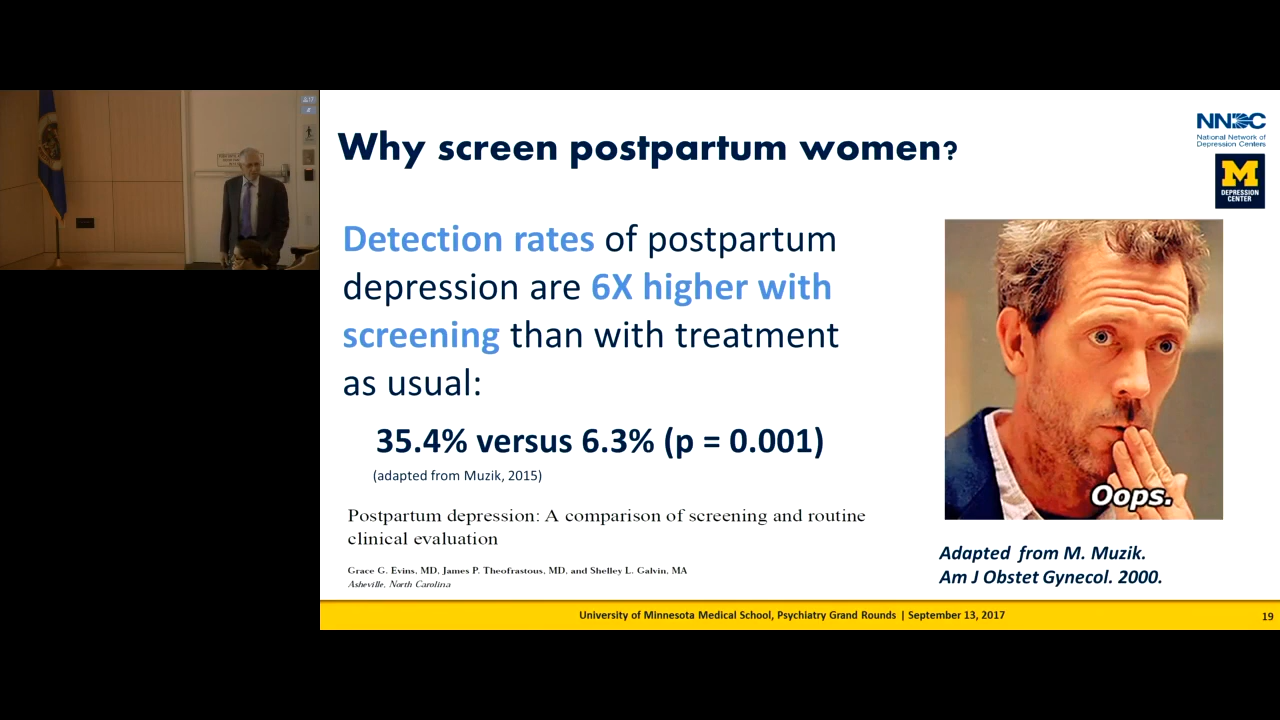 Why screen postpartum women?
NNDC
National Network of
Depression Centers
M
DEPRESSION
CENTER
Detection rates of postpartum
depression are 6X higher with
screening than with treatment
as usual:
35.4% versus 6.3% (p = 0.001)
(adapted from Muzik, 2015)
Postpartum depression: A comparison of screening and routine
clinical evaluation
Grace G. Evins, MD, James P. Theofrastous, MD, and Shelley L. Galvin, MA
Asheville, North Carolina
Oops.
Adapted from M. Muzik.
Am J Obstet Gynecol. 2000.
University of Minnesota Medical School, Psychiatry Grand Rounds | September 13, 2017
19